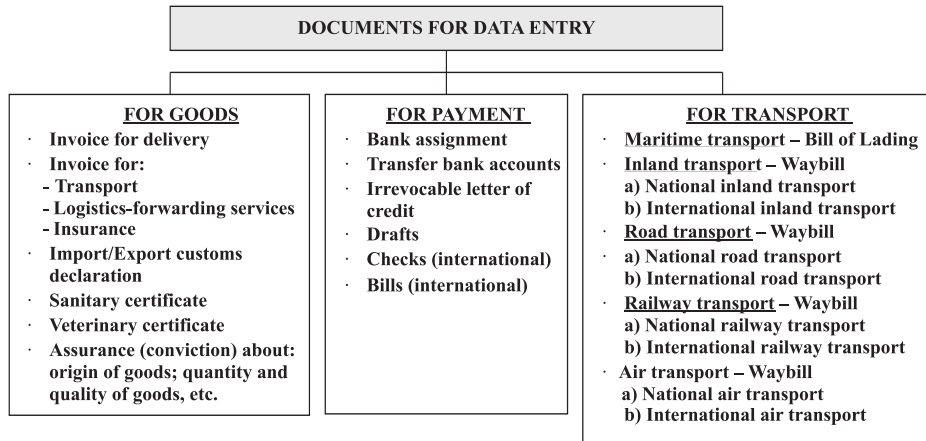 DOCUMENTS FOR DATA ENTRY
FOR GOODS
· Invoice for delivery
· Invoice for:
- Transport
- Logistics-forwarding services
- Insurance
· Import/Export customs
declaration
· Sanitary certificate
· Veterinary certificate
· Assurance (conviction) about:
origin of goods; quantity and
quality of goods, etc.
FOR PAYMENT
· Bank assignment
· Transfer bank accounts
· Irrevocable letter of
credit
· Drafts
· Checks (international)
· Bills (international)
FOR TRANSPORT
· Maritime transport – Bill of Lading
· Inland transport – Waybill
a) National inland transport
b) International inland transport
· Road transport – Waybill
· a) National road transport
b) International road transport
· Railway transport – Waybill
a) National railway transport
b) International railway transport
· Air transport – Waybill
a) National air transport
b) International air transport